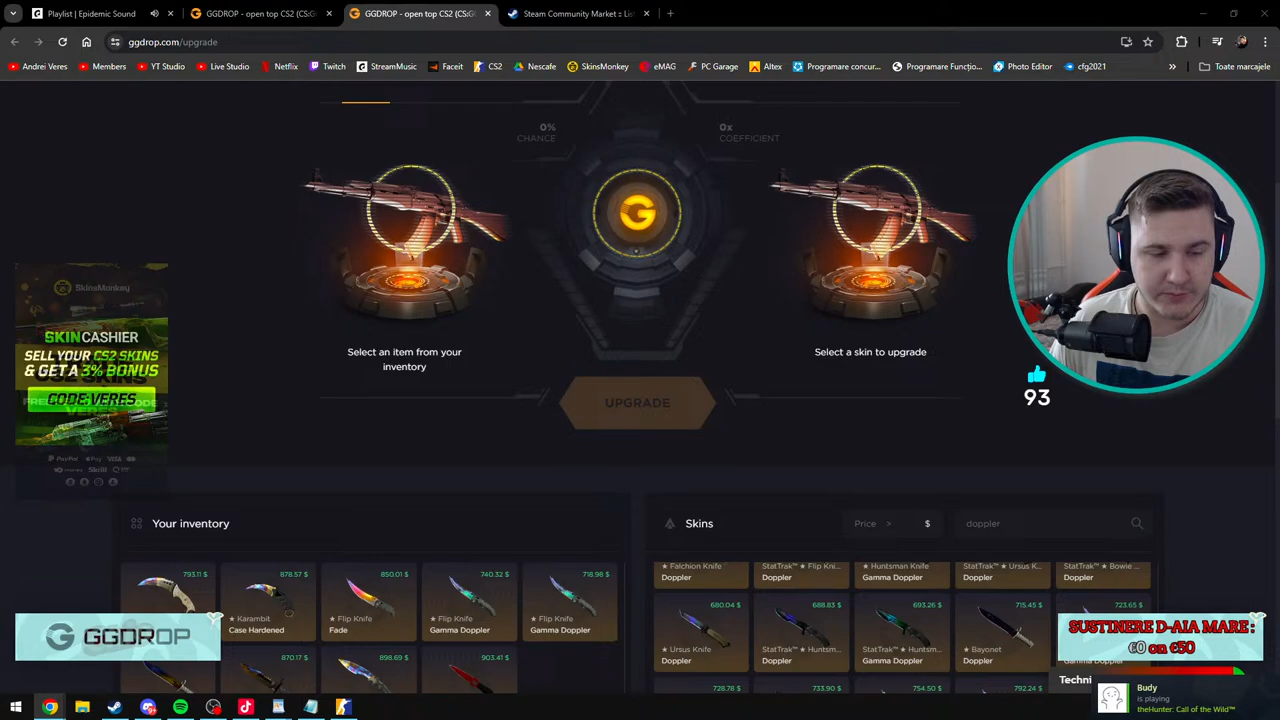 Playlist | Epidemic Sound
GGDROP - open top CS2 (CS:G
GGDROP - open top CS2 (CS:G
Steam Community Market :: List
ggdrop.com/upgrade
Andrei Veres
Members
YT Studio
Live Studio
Netflix
Twitch
StreamMusic
Faceit
CS2
Nescafe
SkinsMonkey
eMAG
PC Garage
Altex
Programare concur...
Programare Funcțio...
Photo Editor
cfg2021
Toate marcajele
0%
CHANCE
0x
COEFFICIENT
Select an item from your
inventory
Select a skin to upgrade
UPGRADE
SkinsMonkey
SKINCASHIER
SELL YOUR CS2 SKINS
& GET A 3% BONUS
CODE VERES
PayPal
Pay
VISA
Skrill
93
Your inventory
Skins
Price >
$
doppler
793.11 $
878.57 $
★ Karambit
Case Hardened
850.01 $
★ Flip Knife
Fade
740.32 $
★ Flip Knife
Gamma Doppler
718.98 $
★ Flip Knife
Gamma Doppler
870.17 $
898.69 $
903.41 $
★ Falchion Knife
Doppler
StatTrak™ ★ Flip Kni...
Doppler
★ Huntsman Knife
Gamma Doppler
StatTrak™ ★ Ursus K...
Doppler
StatTrak™ ★ Bowie ...
Doppler
680.04 $
★ Ursus Knife
Doppler
688.83 $
StatTrak™ ★ Huntsm...
Doppler
693.26 $
StatTrak™ ★ Huntsm...
Gamma Doppler
715.45 $
★ Bayonet
Doppler
723.65 $
728.78 $
733.90 $
754.50 $
792.24 $
GGDROP
SUSTINERE D-AIA MARE :
€0 on €50
Techni
Budy
is playing
theHunter: Call of the Wild™